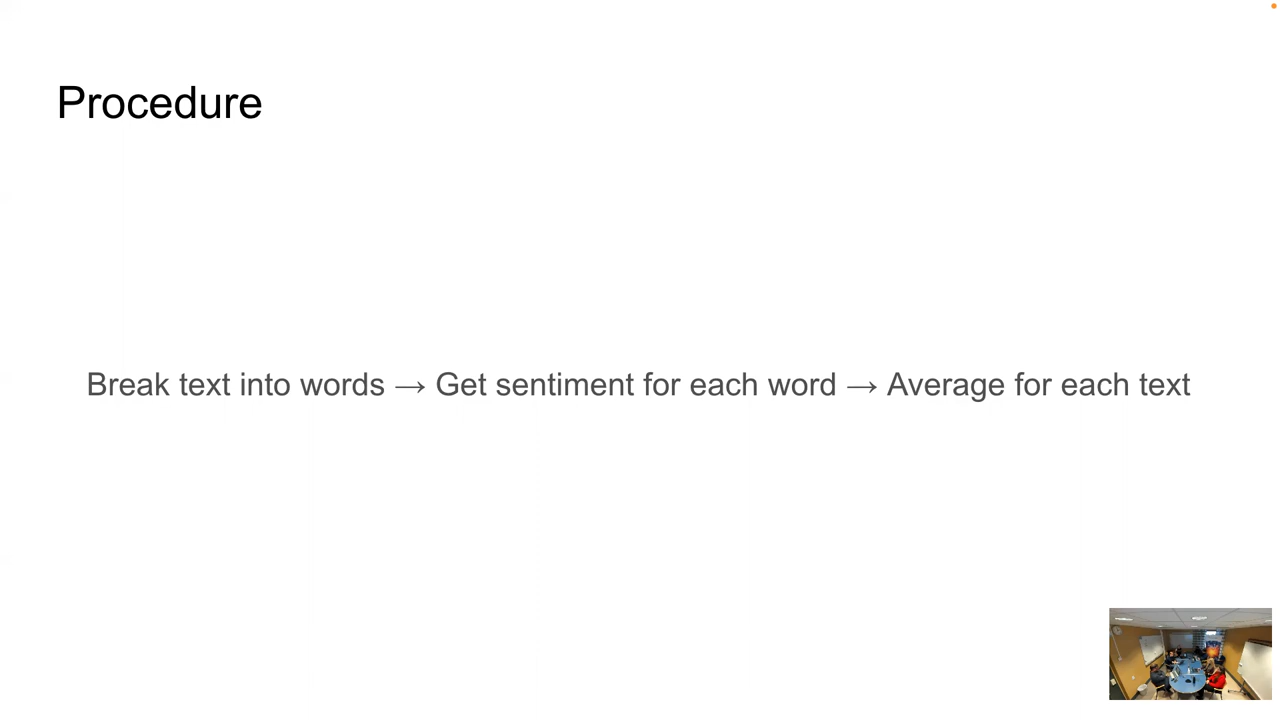 Procedure
Break text into words → Get sentiment for each word → Average for each text